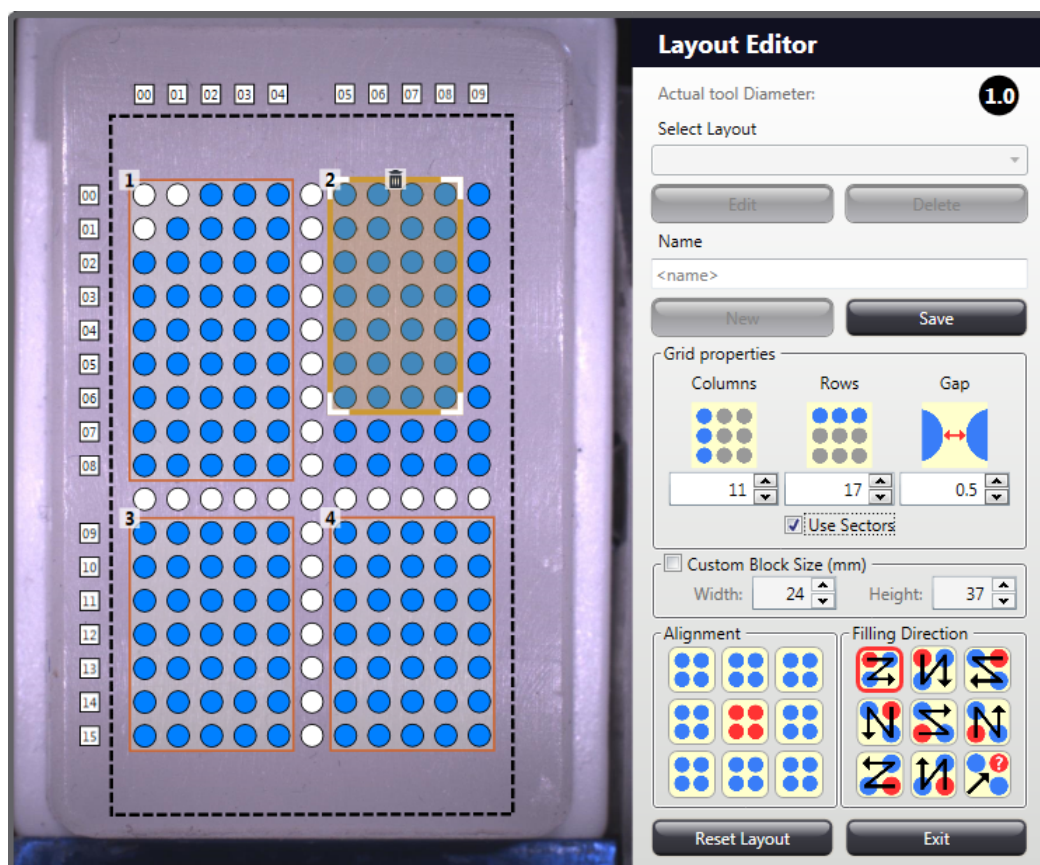 Layout Editor
Actual tool Diameter:
1.0
Select Layout
Edit
Delete
Name
<name>
New
Save
Grid properties
Columns
Rows
Gap
11
17
0.5
Use Sectors
Custom Block Size (mm)
Width:
24
Height:
37
Alignment
Filling Direction
?
Reset Layout
Exit
00 01 02 03 04 05 06 07 08 09
1
2
00
01
02
03
04
05
06
07
08
3
4
09
10
11
12
13
14
15